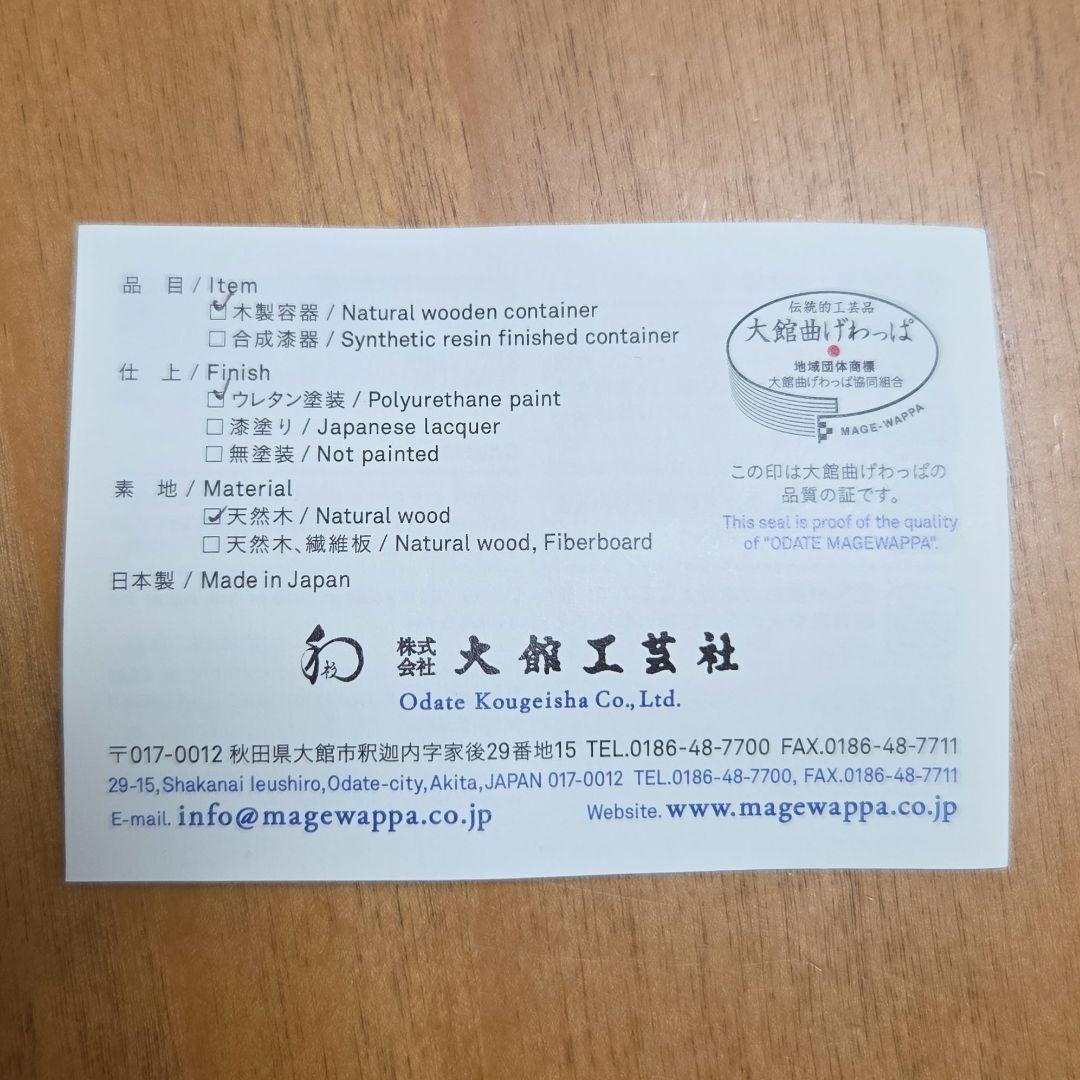 品　目 / Item
木製容器 / Natural wooden container
合成漆器 / Synthetic resin finished container
仕　上 / Finish
ウレタン塗装 / Polyurethane paint
漆塗り / Japanese lacquer
無塗装 / Not painted
素　地 / Material
天然木 / Natural wood
天然木、繊維板 / Natural wood, Fiberboard
日本製 / Made in Japan
伝統的工芸品
大館曲げわっぱ
地域団体商標
大館曲げわっぱ協同組合
MAGE-WAPPA
この印は大館曲げわっぱの
品質の証です。
This seal is proof of the quality
of "ODATE MAGEWAPPA".
株式会社 大館工芸社
Odate Kougeisha Co., Ltd.
〒017-0012 秋田県大館市釈迦内字家後29番地15 TEL.0186-48-7700 FAX.0186-48-7711
29-15,Shakanai Ieushiro,Odate-city,Akita,JAPAN 017-0012 TEL.0186-48-7700, FAX.0186-48-7711
E-mail. info@magewappa.co.jp Website. www.magewappa.co.jp